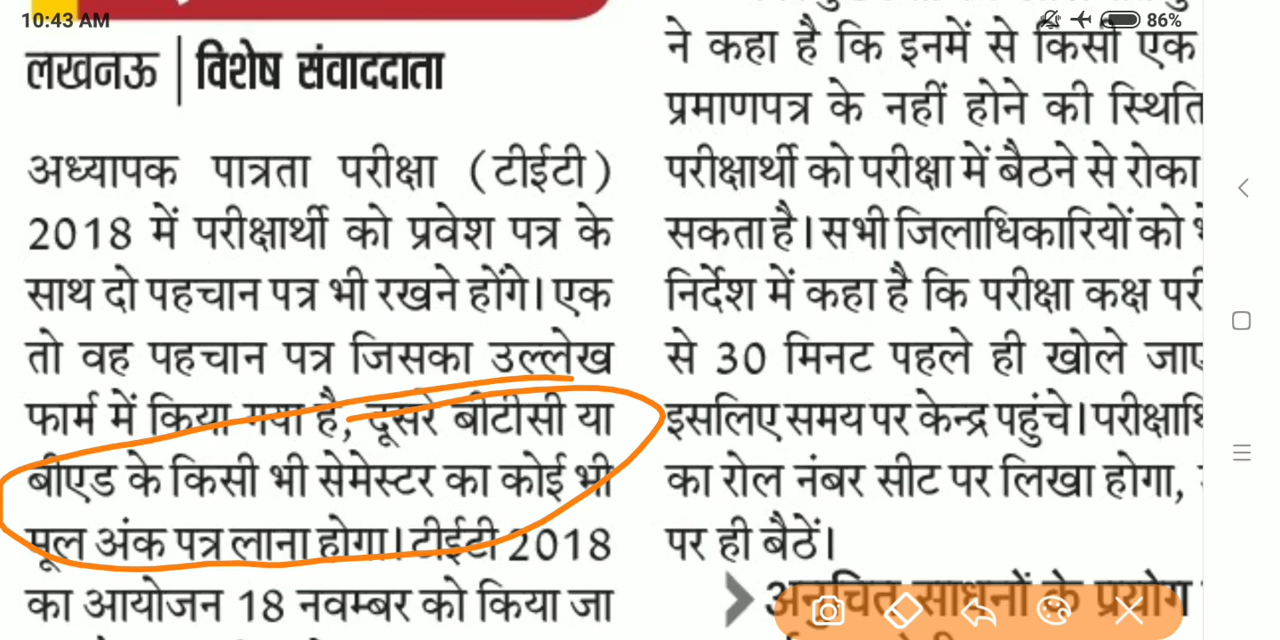 10:43 AM
86%
लखनऊ | विशेष संवाददाता
अध्यापक पात्रता परीक्षा (टीईटी)
2018 में परीक्षार्थी को प्रवेश पत्र के
साथ दो पहचान पत्र भी रखने होंगे। एक
तो वह पहचान पत्र जिसका उल्लेख
फार्म में किया गया है, दूसरे बीटीसी या
बीएड के किसी भी सेमेस्टर का कोई भी
मूल अंक पत्र लाना होगा। टीईटी 2018
का आयोजन 18 नवम्बर को किया जा
ने कहा है कि इनमें से किसी एक
प्रमाणपत्र के नहीं होने की स्थिति
परीक्षार्थी को परीक्षा में बैठने से रोका
सकता है। सभी जिलाधिकारियों को
निर्देश में कहा है कि परीक्षा कक्ष
से 30 मिनट पहले ही खोले
इसलिए समय पर केन्द्र पहुंचे।
का रोल नंबर सीट पर लिखा होगा,
पर ही बैठें।
अनुचित साधनों के प्रयोग